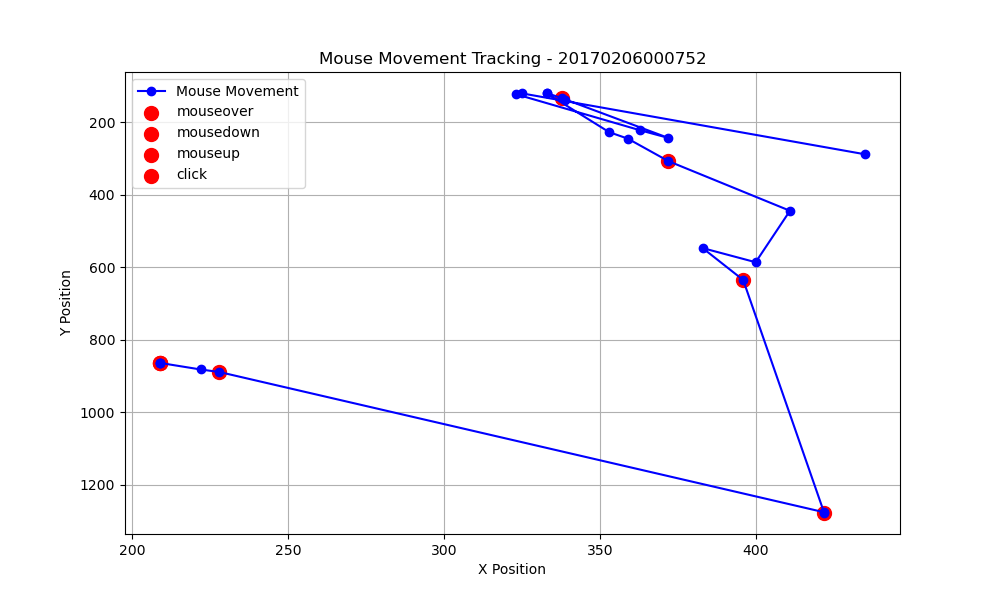 Mouse Movement Tracking - 20170206000752
Mouse Movement
mouseover
mousedown
mouseup
click
200
400
600
800
1000
1200
Y Position
200
250
300
350
400
X Position